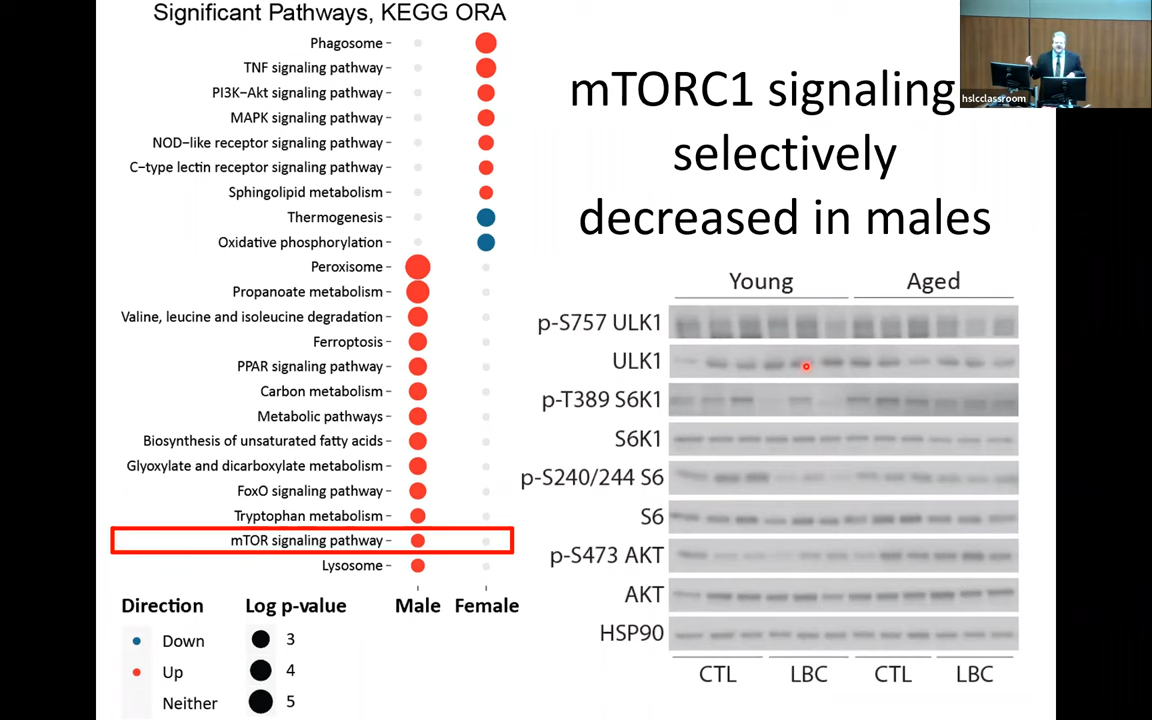 Significant Pathways, KEGG ORA
Phagosome
TNF signaling pathway
PI3K−Akt signaling pathway
MAPK signaling pathway
NOD−like receptor signaling pathway
C−type lectin receptor signaling pathway
Sphingolipid metabolism
Thermogenesis
Oxidative phosphorylation
Peroxisome
Propanoate metabolism
Valine, leucine and isoleucine degradation
Ferroptosis
PPAR signaling pathway
Carbon metabolism
Metabolic pathways
Biosynthesis of unsaturated fatty acids
Glyoxylate and dicarboxylate metabolism
FoxO signaling pathway
Tryptophan metabolism
mTOR signaling pathway
Lysosome
Male Female
Direction
Down
Up
Neither
Log p-value
3
4
5
mTORC1 signaling
selectively
decreased in males
hslcclassroom
Young Aged
p-S757 ULK1
ULK1
p-T389 S6K1
S6K1
p-S240/244 S6
S6
p-S473 AKT
AKT
HSP90
CTL LBC CTL LBC